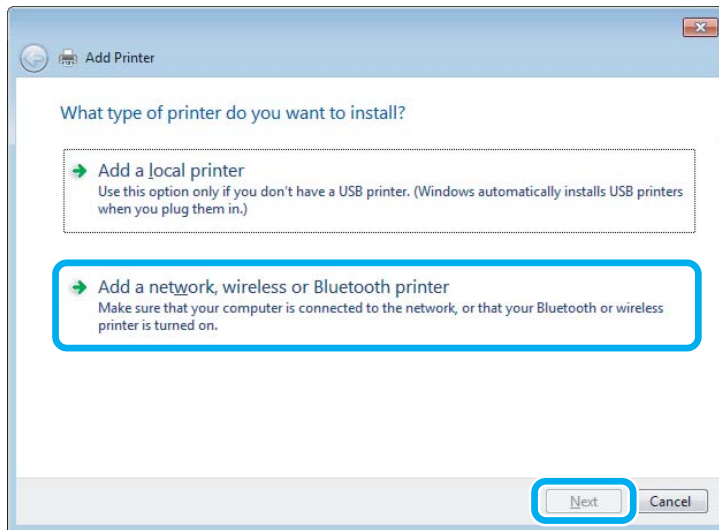 Add Printer
What type of printer do you want to install?
Add a local printer
Use this option only if you don't have a USB printer. (Windows automatically installs USB printers
when you plug them in.)
Add a network, wireless or Bluetooth printer
Make sure that your computer is connected to the network, or that your Bluetooth or wireless
printer is turned on.
Next Cancel